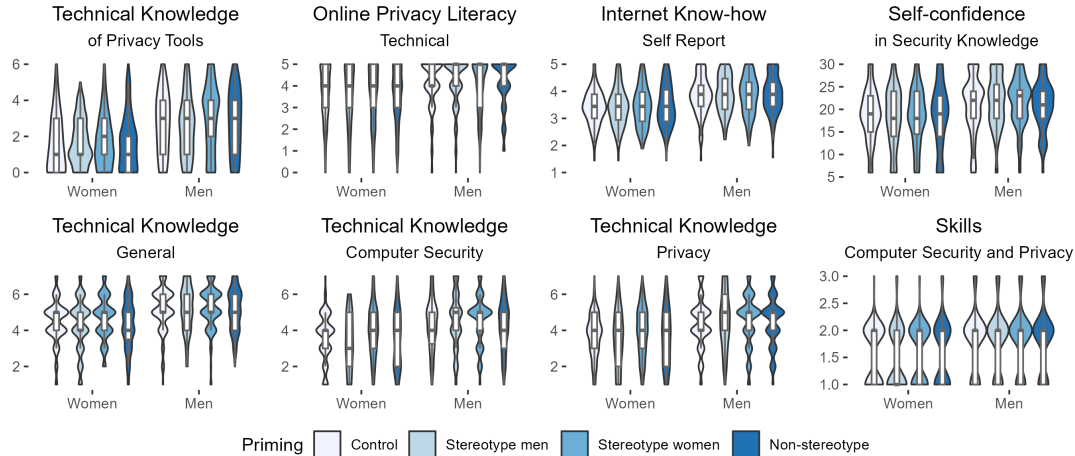 Technical Knowledge
of Privacy Tools
6
4
2
0
Women Men
Online Privacy Literacy
Technical
5
4
3
2
1
0
Women Men
Internet Know-how
Self Report
5
4
3
2
1
Women Men
Self-confidence
in Security Knowledge
30
25
20
15
10
5
Women Men
Technical Knowledge
General
6
4
2
Women Men
Technical Knowledge
Computer Security
6
4
2
Women Men
Technical Knowledge
Privacy
6
4
2
Women Men
Skills
Computer Security and Privacy
3.0
2.5
2.0
1.5
1.0
Women Men
Priming Control Stereotype men Stereotype women Non-stereotype